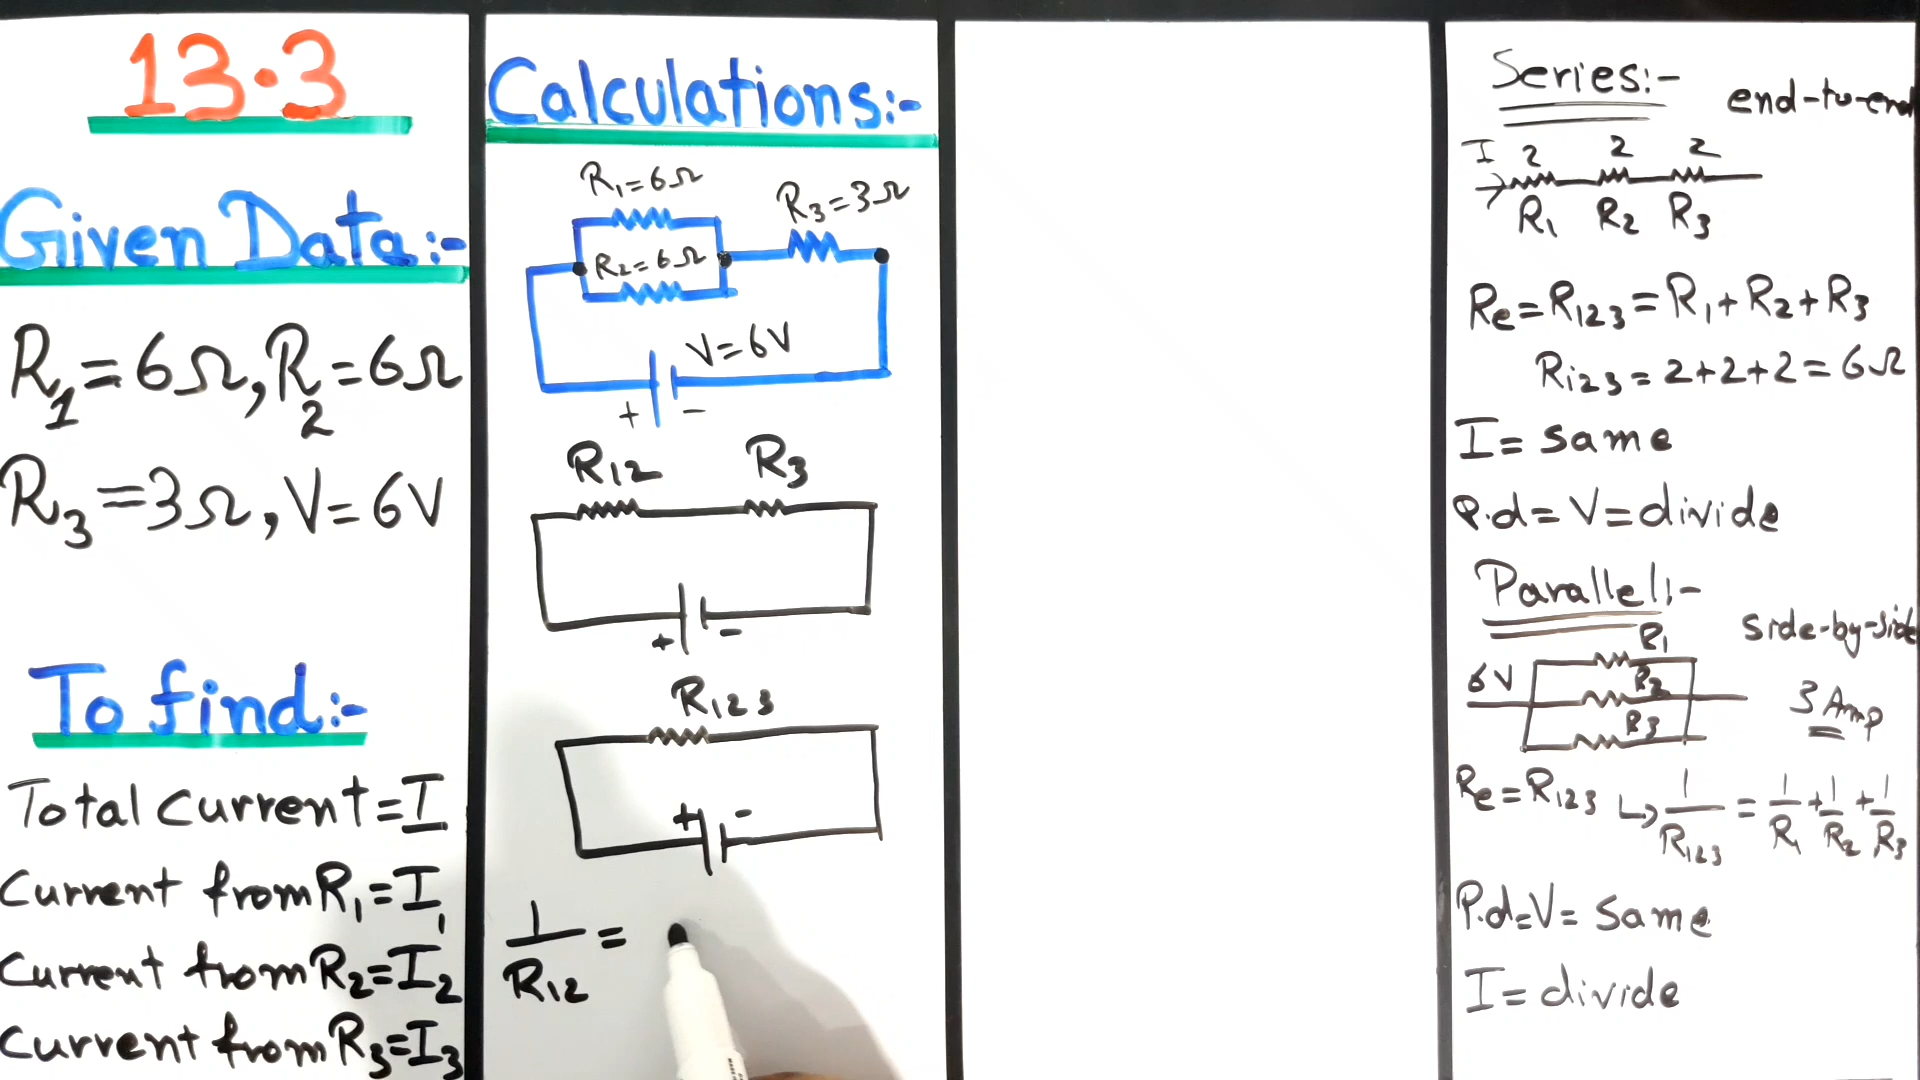 13.3
Given Data:-
R₁=6Ω, R₂=6Ω
R₃=3Ω, V=6V
To find:-
Total Current=I
Current from R₁=I₁
Current from R₂=I₂
Current from R₃=I₃
Calculations:-
R₁=6Ω
R₃=3Ω
R₂=6Ω
V=6V
+ -
R₁₂ R₃
+ -
R₁₂₃
+ -
1/R₁₂ =
Series:-
end-to-end
I 2 2 2
R₁ R₂ R₃
Re=R₁₂₃=R₁+R₂+R₃
R₁₂₃=2+2+2=6Ω
I=same
P.d=V=divide
Parallel:-
side-by-side
R₁
6V R₂
3 Amp
R₃
Re=R₁₂₃ ↳ 1/R₁₂₃ = 1/R₁+1/R₂+1/R₃
P.d=V=same
I=divide